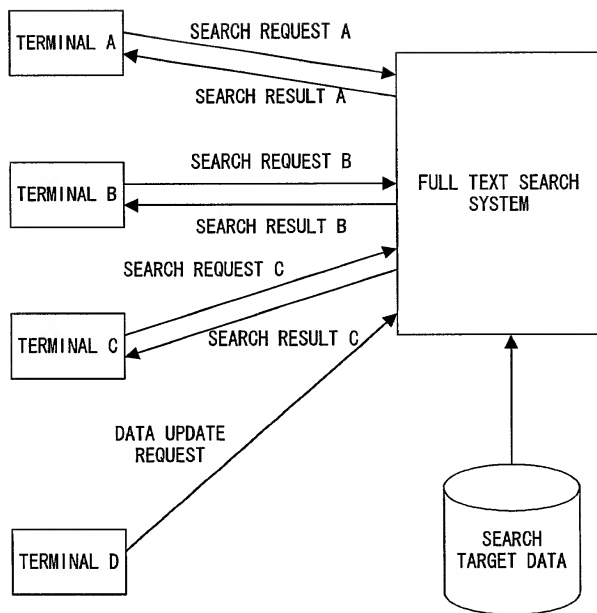 TERMINAL A
SEARCH REQUEST A
SEARCH RESULT A
TERMINAL B
SEARCH REQUEST B
SEARCH RESULT B
FULL TEXT SEARCH
SYSTEM
SEARCH REQUEST C
TERMINAL C
SEARCH RESULT C
DATA UPDATE
REQUEST
TERMINAL D
SEARCH
TARGET DATA